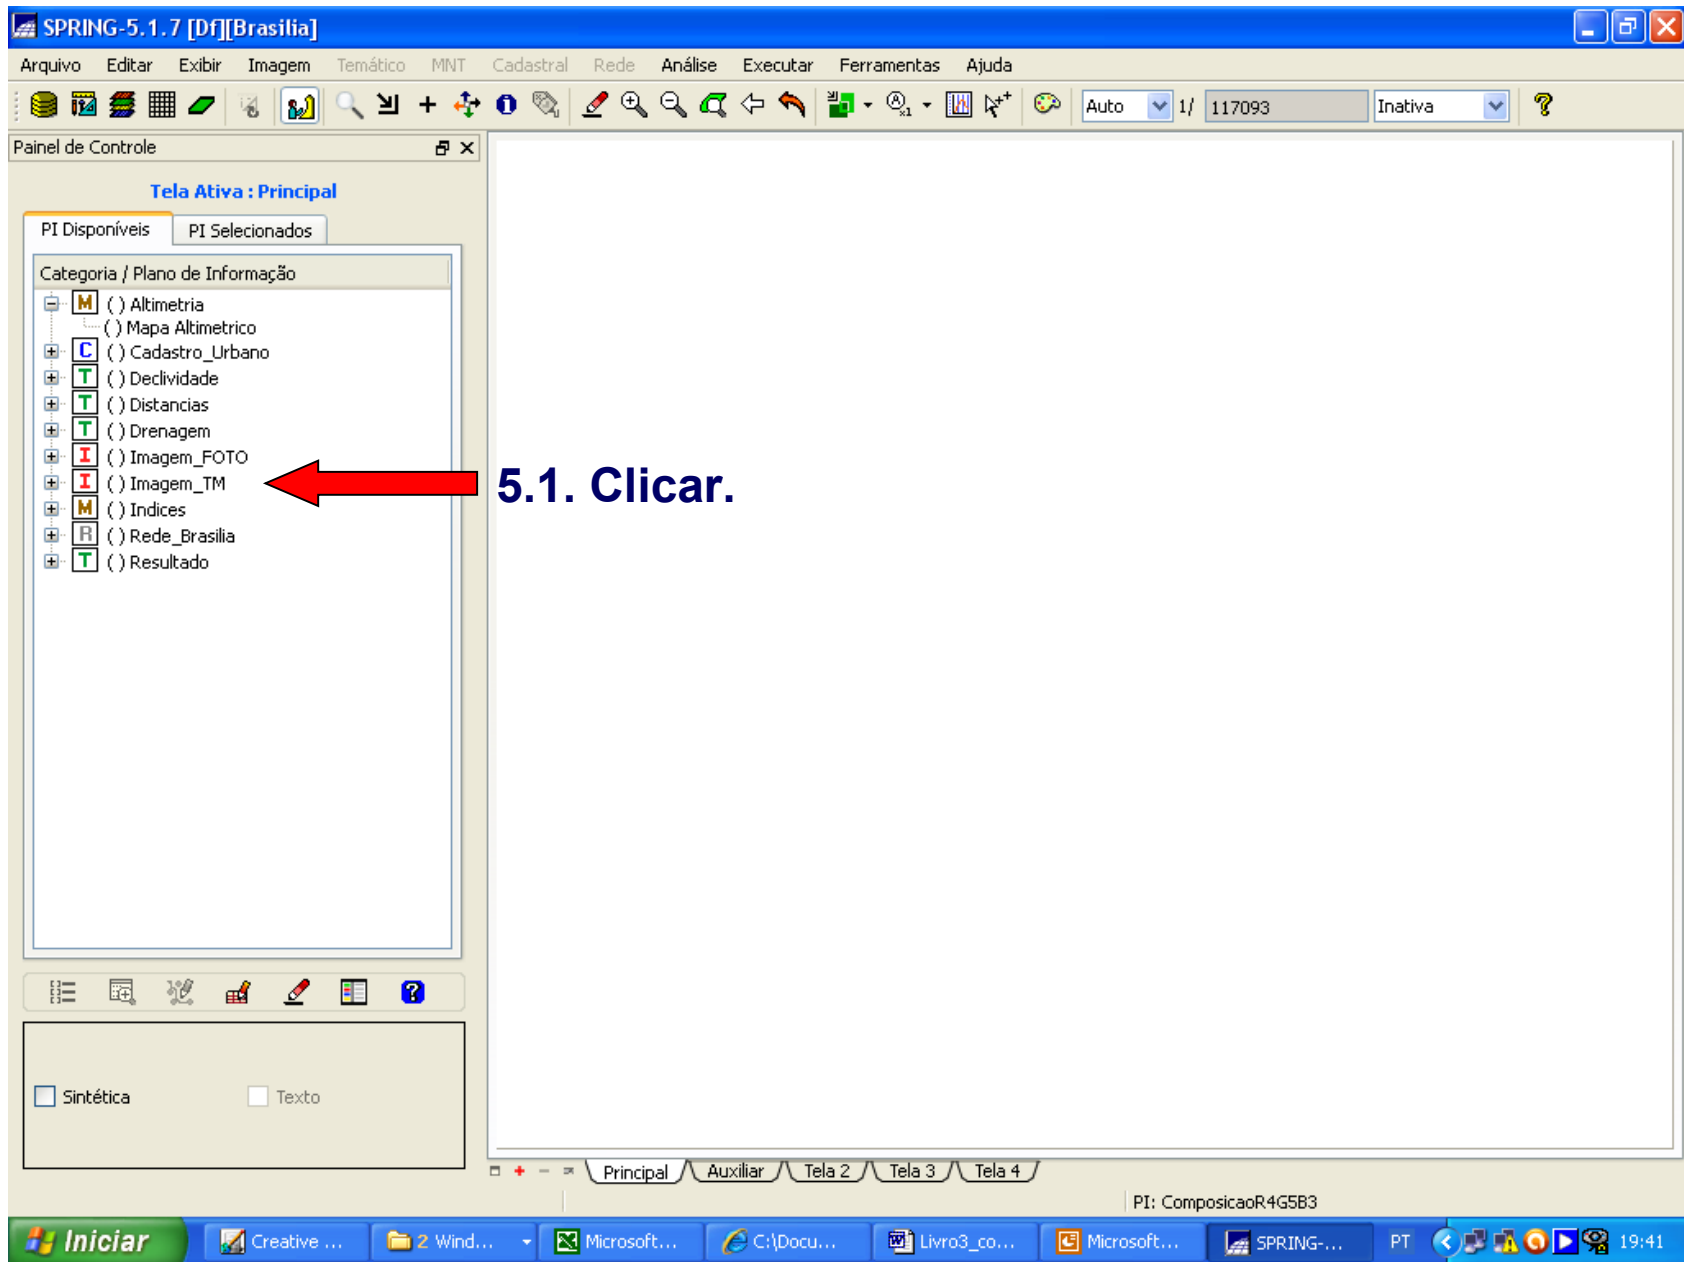 SPRING-5.1.7 [Df][Brasilia]
Arquivo Editar Exibir Imagem Temático MNT Cadastral Rede Análise Executar Ferramentas Ajuda
Auto 1/ 117093 Inativa
Painel de Controle
Tela Ativa : Principal
PI Disponíveis PI Selecionados
Categoria / Plano de Informação
M ( ) Altimetria
( ) Mapa Altimetrico
C ( ) Cadastro_Urbano
T ( ) Declividade
T ( ) Distancias
T ( ) Drenagem
I ( ) Imagem_FOTO
I ( ) Imagem_TM
5.1. Clicar.
M ( ) Indices
R ( ) Rede_Brasilia
T ( ) Resultado
Sintética Texto
Principal Auxiliar Tela 2 Tela 3 Tela 4
PI: ComposicaoR4G5B3
Iniciar Creative ... 2 Wind... Microsoft... C:\Docu... Livro3_co... Microsoft... SPRING-... PT 19:41